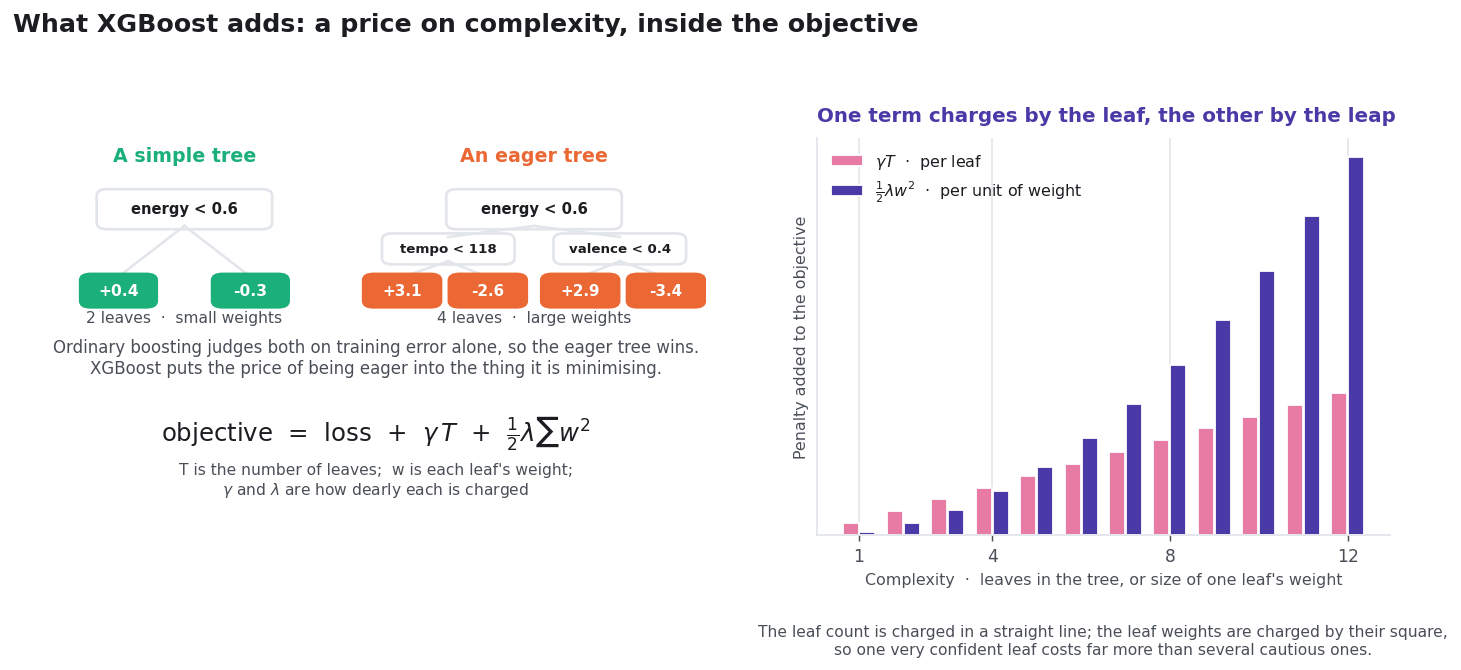 What XGBoost adds: a price on complexity, inside the objective
A simple tree
energy < 0.6
+0.4
-0.3
2 leaves · small weights
An eager tree
energy < 0.6
tempo < 118
valence < 0.4
+3.1
-2.6
+2.9
-3.4
4 leaves · large weights
Ordinary boosting judges both on training error alone, so the eager tree wins.
XGBoost puts the price of being eager into the thing it is minimising.
objective = loss + γT + ½λ∑w²
T is the number of leaves; w is each leaf's weight;
γ and λ are how dearly each is charged
One term charges by the leaf, the other by the leap
γT · per leaf
½λw² · per unit of weight
Penalty added to the objective
1 4 8 12
Complexity · leaves in the tree, or size of one leaf's weight
The leaf count is charged in a straight line; the leaf weights are charged by their square,
so one very confident leaf costs far more than several cautious ones.